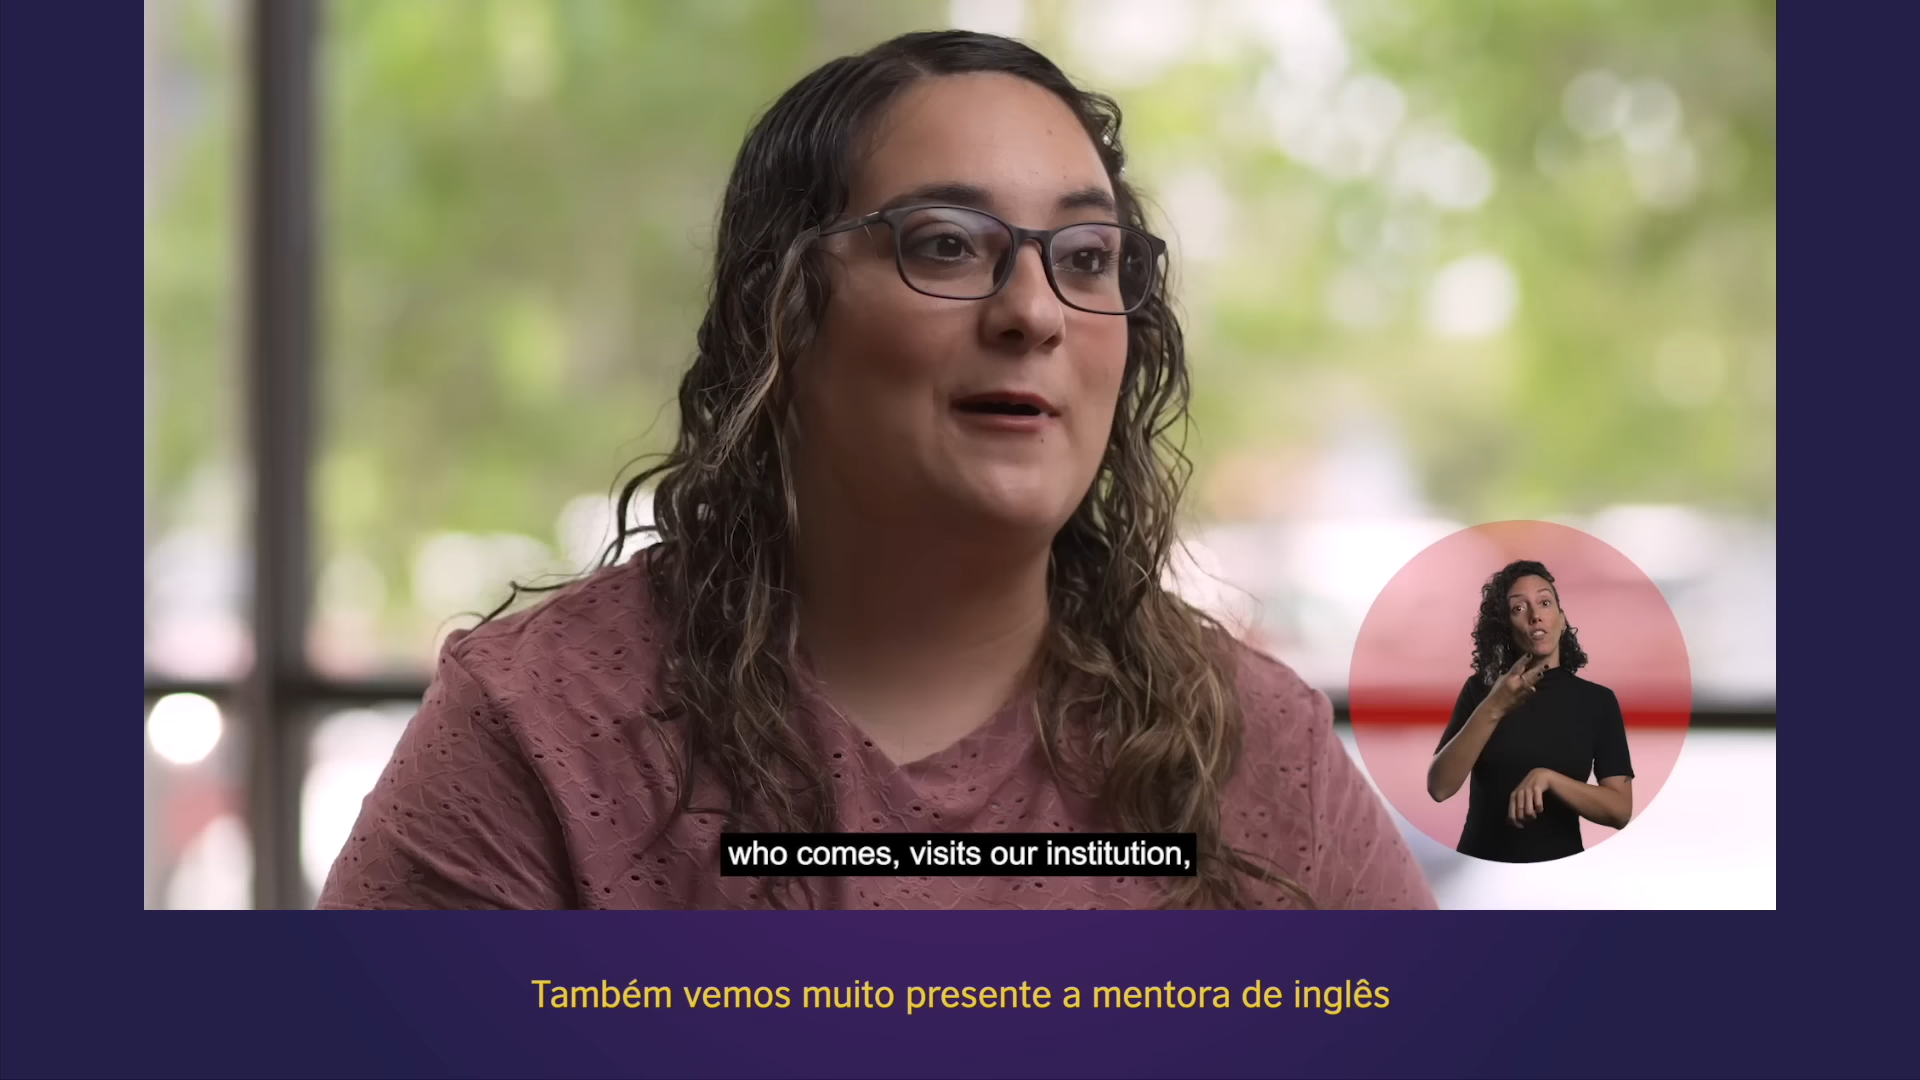 who comes, visits our institution,
Também vemos muito presente a mentora de inglês